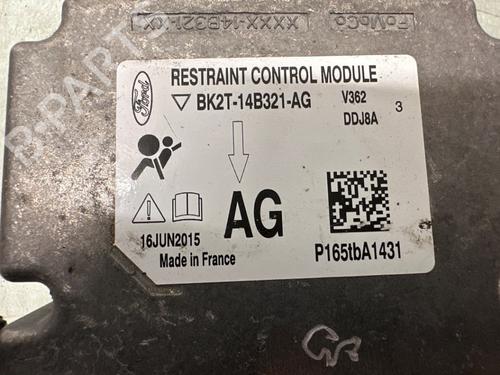 XXXX-14B321-XX FoMoCo
B-PARTS
Ford
RESTRAINT CONTROL MODULE
BK2T-14B321-AG V362 3
DDJ8A
AG
16JUN2015
Made in France
P165tbA1431